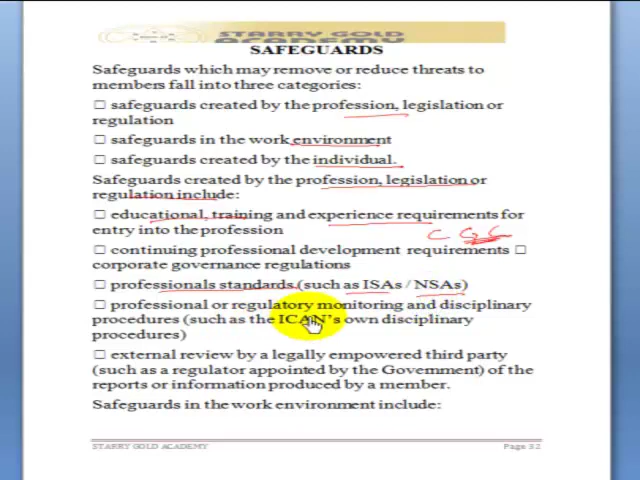 STARRY GOLD
ACADEMY
SAFEGUARDS
Safeguards which may remove or reduce threats to
members fall into three categories:
☐ safeguards created by the profession, legislation or
regulation
☐ safeguards in the work environment
☐ safeguards created by the individual.
Safeguards created by the profession, legislation or
regulation include:
☐ educational, training and experience requirements for
entry into the profession
☐ continuing professional development requirements ☐
corporate governance regulations
☐ professionals standards (such as ISAs / NSAs)
☐ professional or regulatory monitoring and disciplinary
procedures (such as the ICAN's own disciplinary
procedures)
☐ external review by a legally empowered third party
(such as a regulator appointed by the Government) of the
reports or information produced by a member.
Safeguards in the work environment include:
STARRY GOLD ACADEMY Page 32